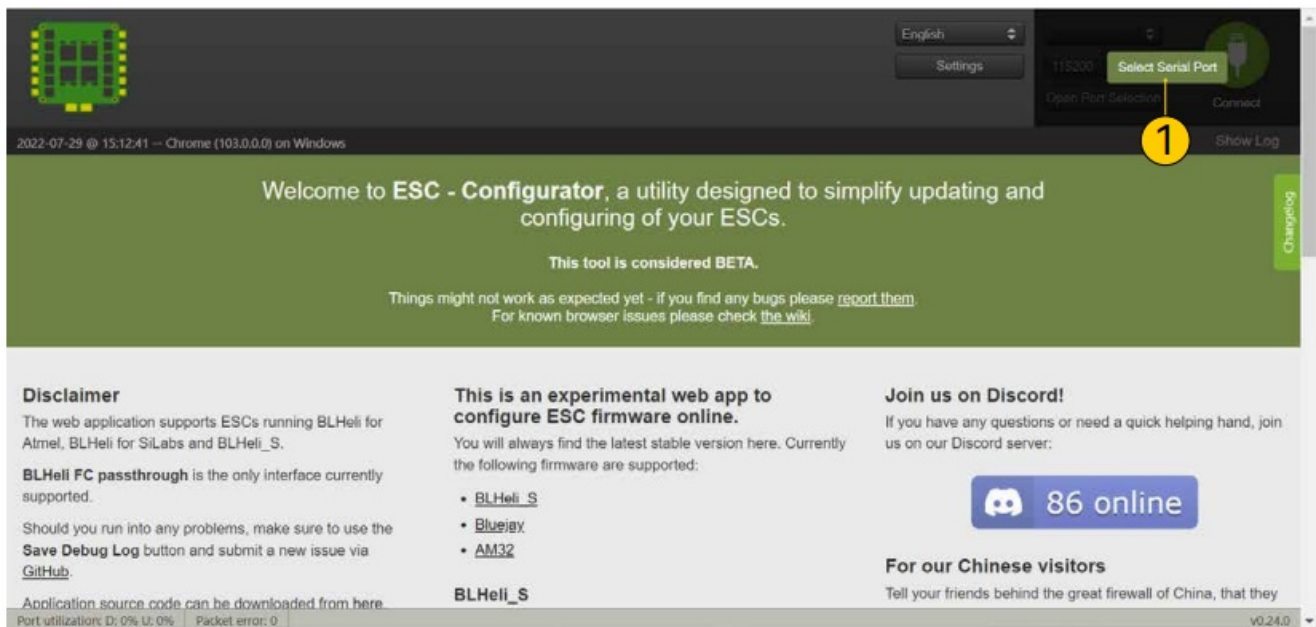 English
Settings
115200
Select Serial Port
Open Port Selection
Connect
1
2022-07-29 @ 15:12:41 -- Chrome (103.0.0.0) on Windows
Show Log
Welcome to ESC - Configurator, a utility designed to simplify updating and
configuring of your ESCs.
This tool is considered BETA.
Things might not work as expected yet - if you find any bugs please report them.
For known browser issues please check the wiki.
Changelog
Disclaimer
The web application supports ESCs running BLHeli for
Atmel, BLHeli for SiLabs and BLHeli_S.
BLHeli FC passthrough is the only interface currently
supported.
Should you run into any problems, make sure to use the
Save Debug Log button and submit a new issue via
GitHub.
Application source code can be downloaded from here.
This is an experimental web app to
configure ESC firmware online.
You will always find the latest stable version here. Currently
the following firmware are supported:
• BLHeli_S
• Bluejay
• AM32
BLHeli_S
Join us on Discord!
If you have any questions or need a quick helping hand, join
us on our Discord server:
86 online
For our Chinese visitors
Tell your friends behind the great firewall of China, that they
Port utilization: D: 0% U: 0%
Packet error: 0
v0.24.0